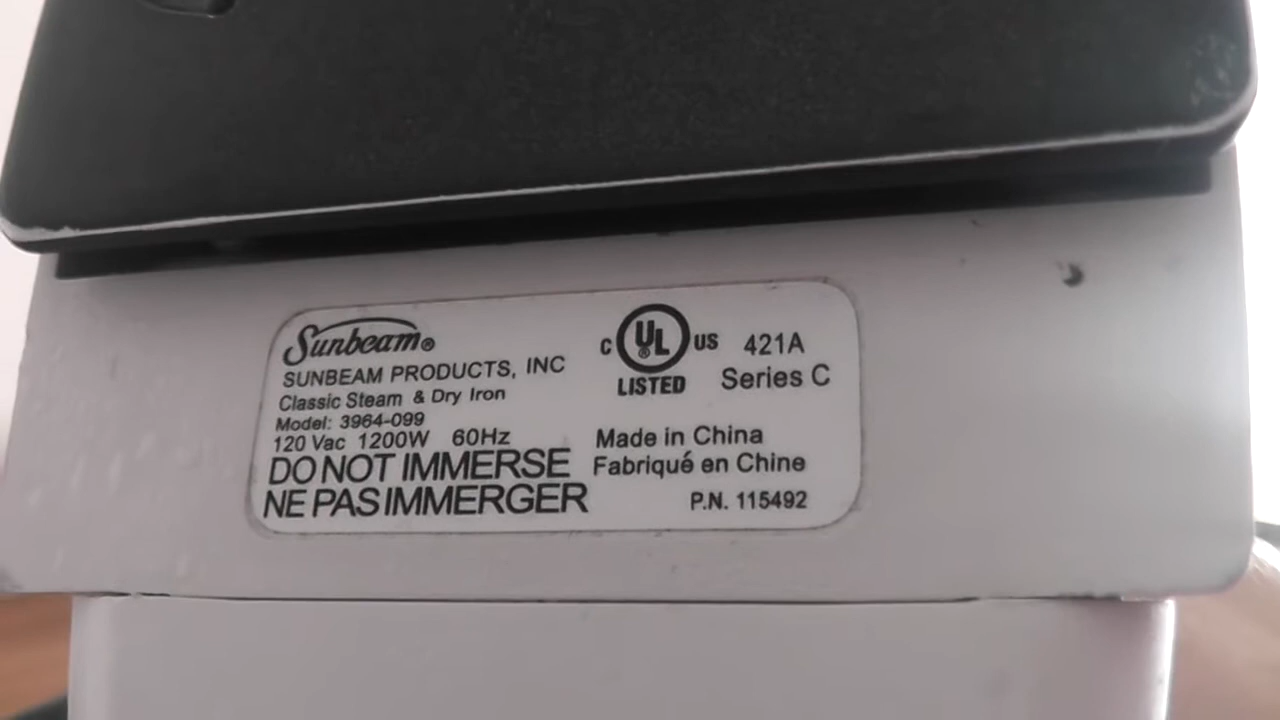 Sunbeam®
SUNBEAM PRODUCTS, INC
Classic Steam & Dry Iron
Model: 3964-099
120 Vac 1200W 60Hz
DO NOT IMMERSE
NE PAS IMMERGER
C UL® US 421A
LISTED Series C
Made in China
Fabriqué en Chine
P.N. 115492